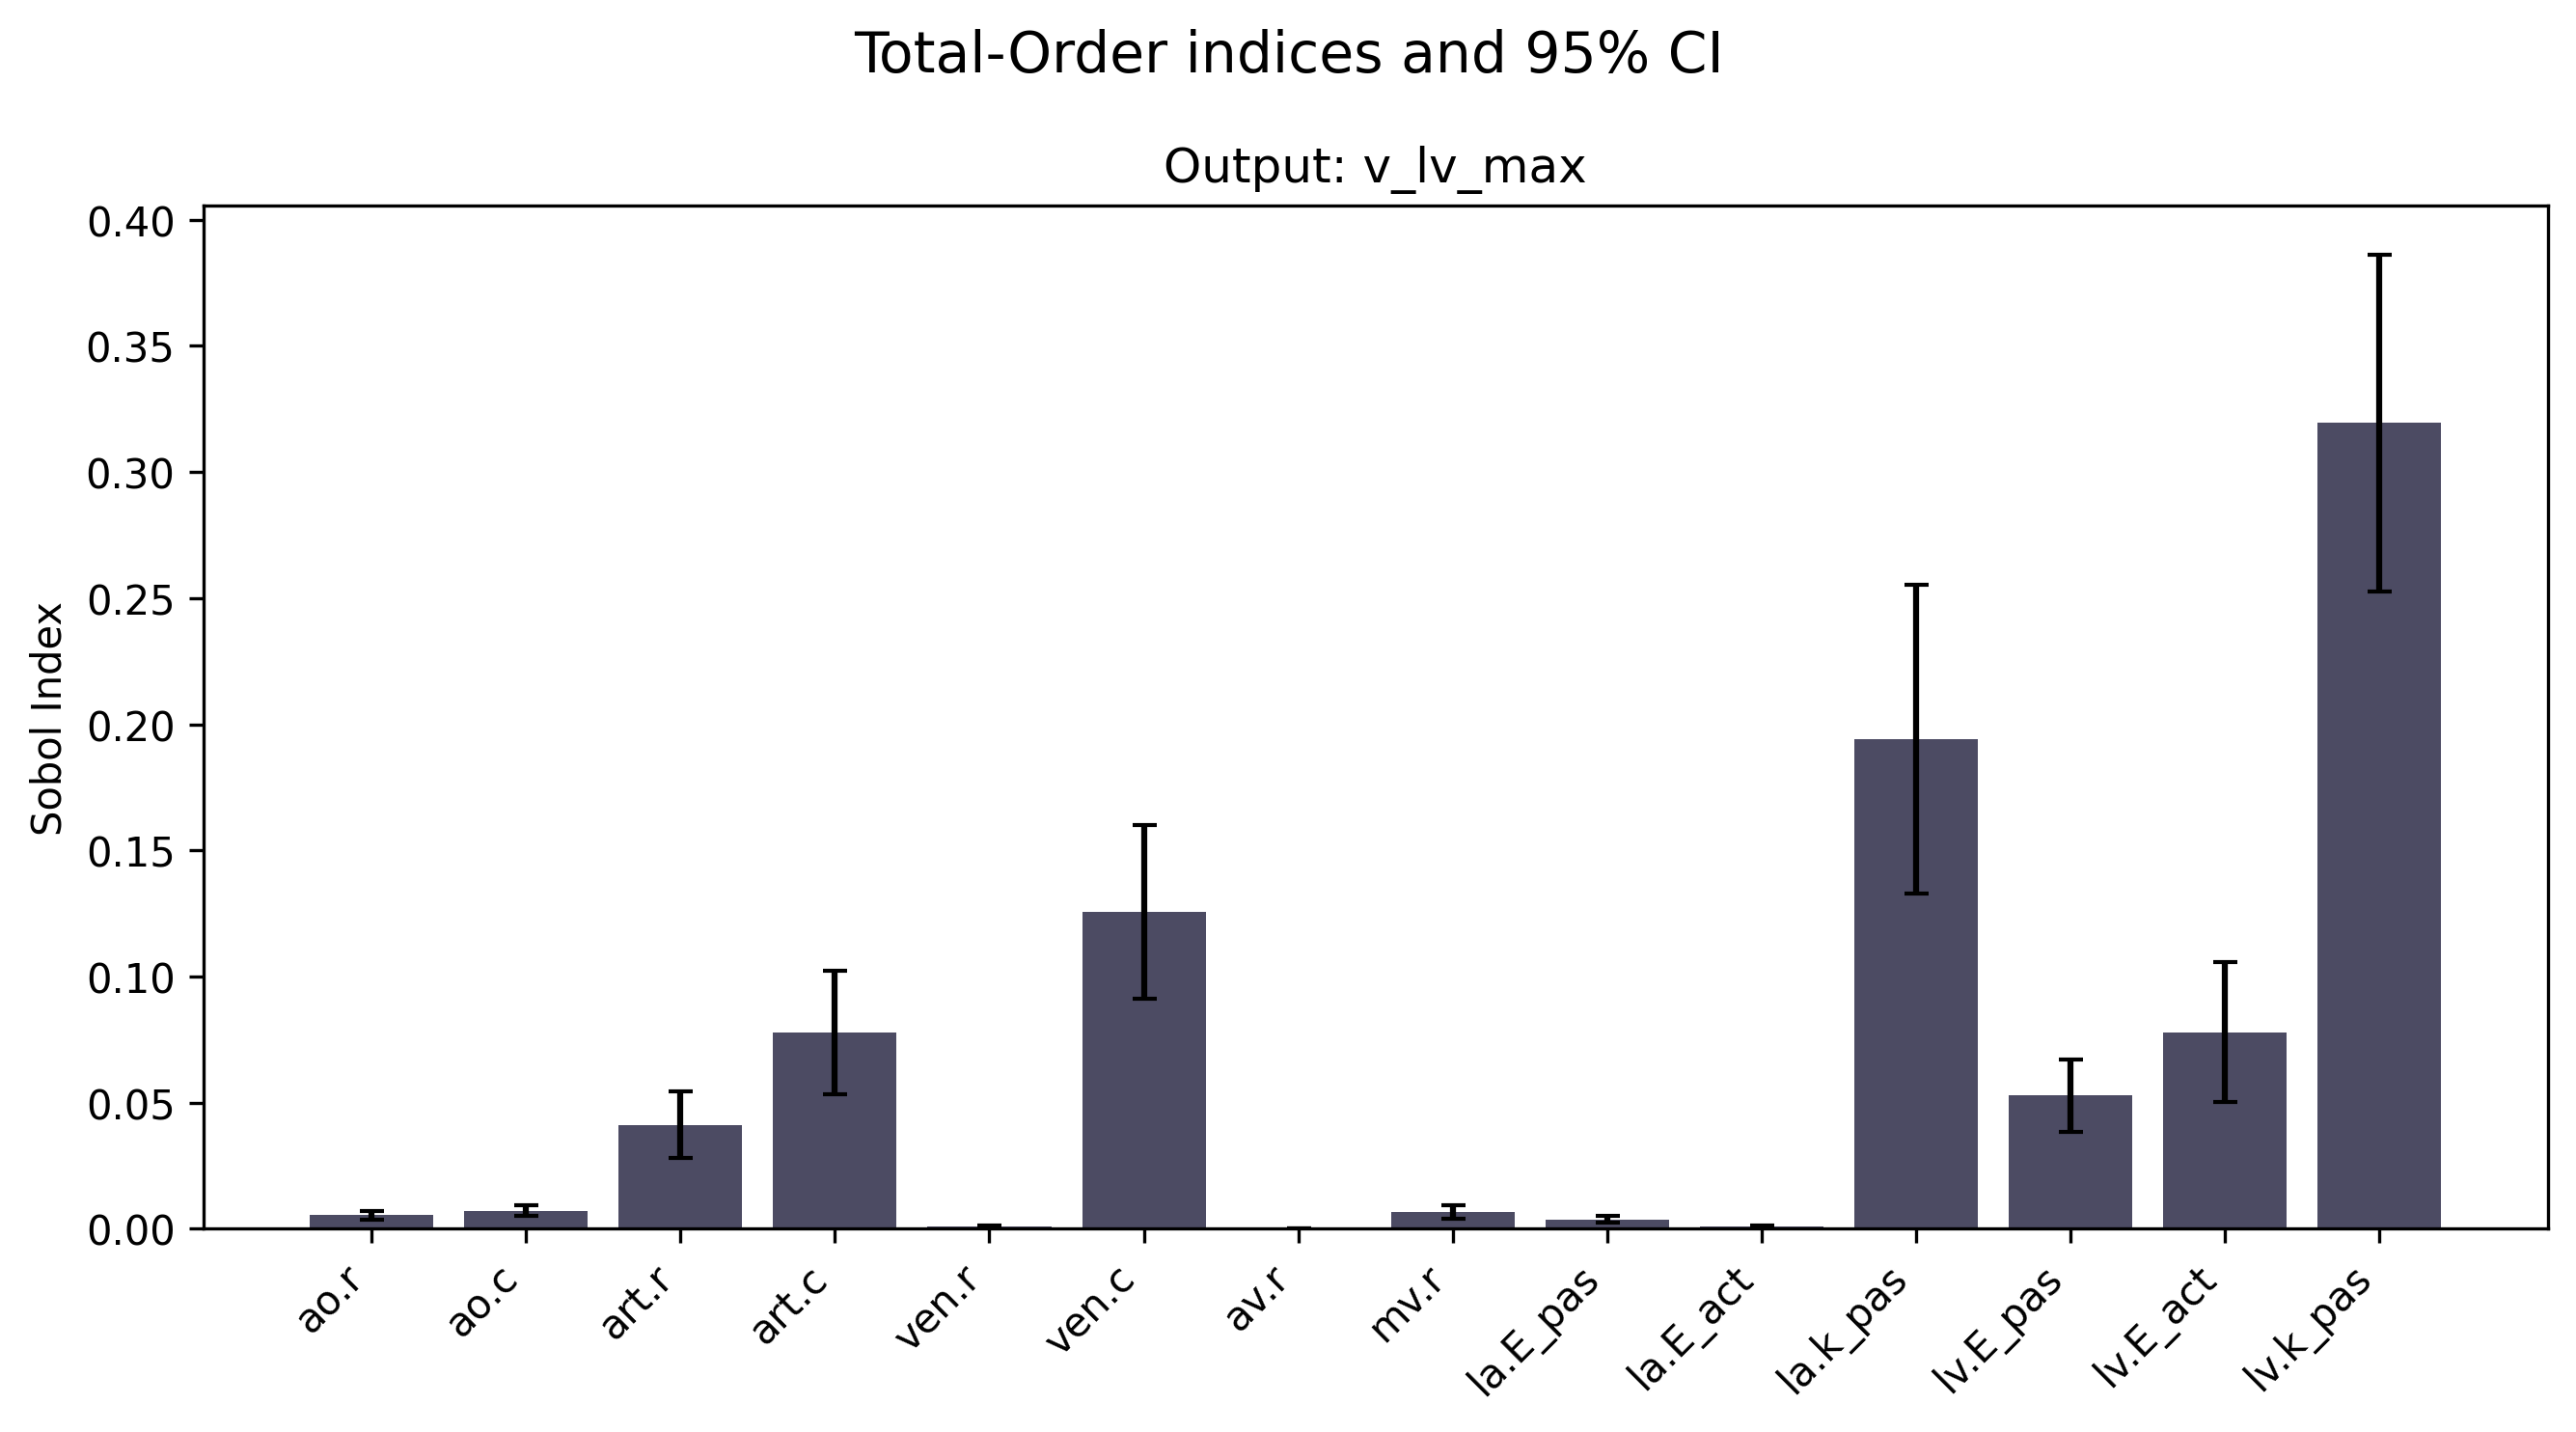 Total-Order indices and 95% CI
Output: v_lv_max
Sobol Index
0.40
0.35
0.30
0.25
0.20
0.15
0.10
0.05
0.00
ao.r
ao.c
art.r
art.c
ven.r
ven.c
av.r
mv.r
la.E_pas
la.E_act
la.k_pas
lv.E_pas
lv.E_act
lv.k_pas